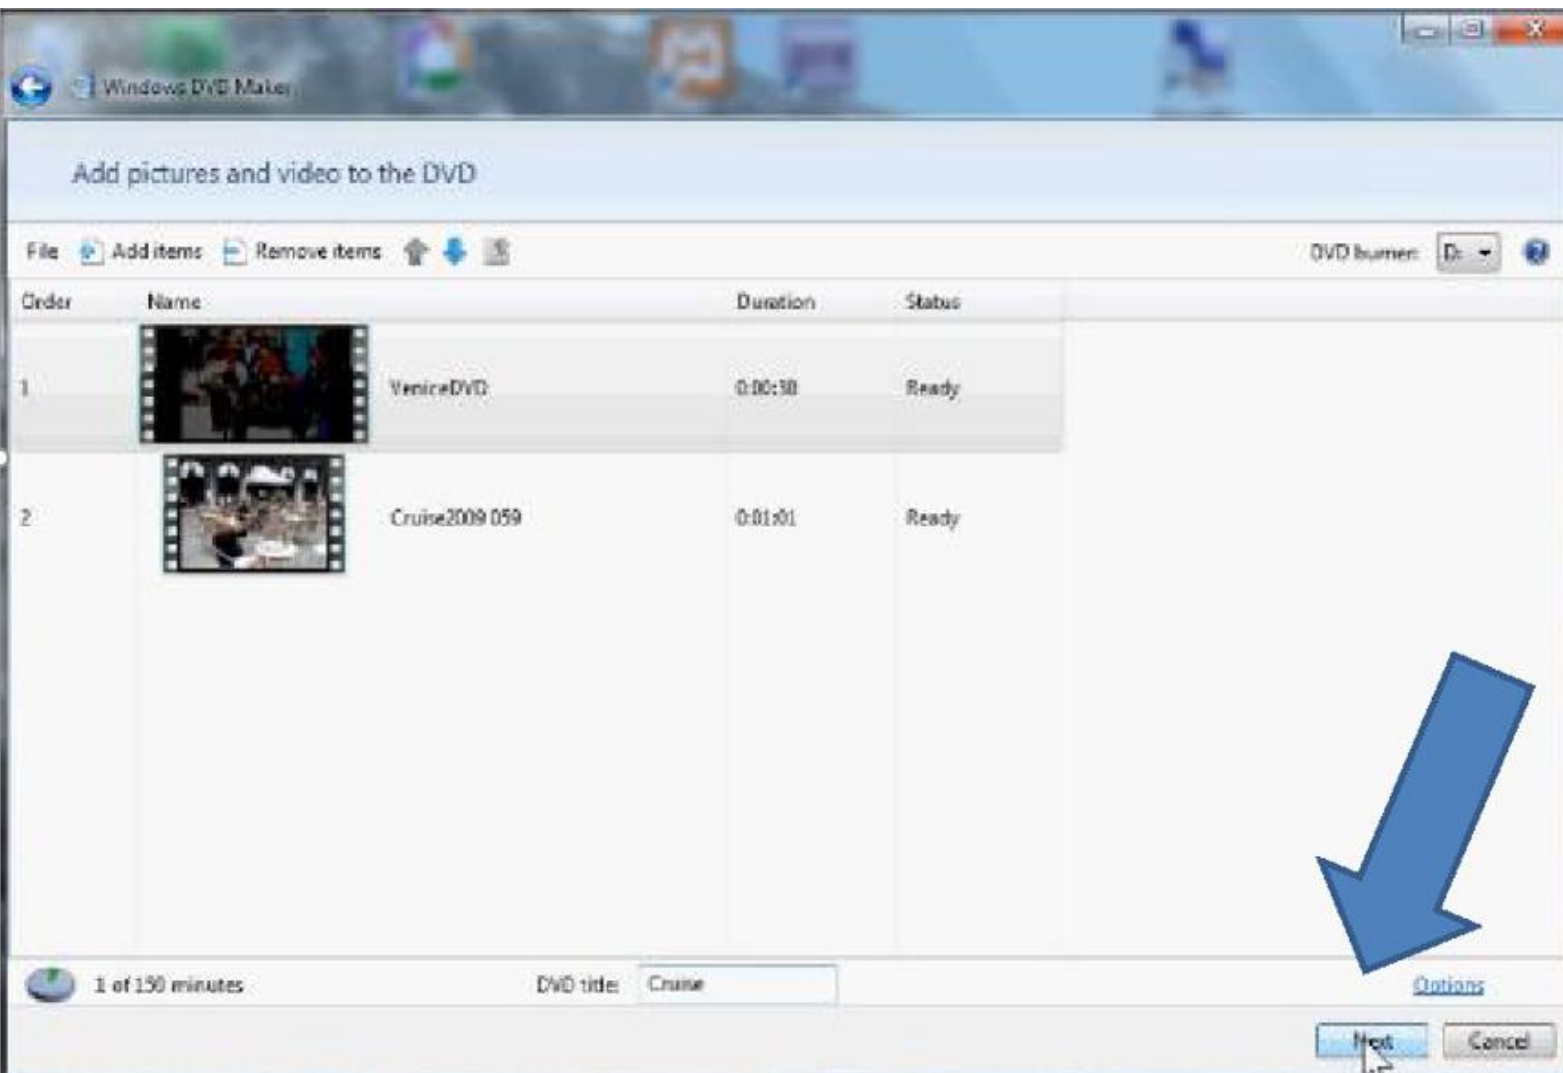 Windows DVD Maker
Add pictures and video to the DVD
File Add items Remove items DVD burner: D:
Order Name Duration Status
1 VeniceDVD 0:00:30 Ready
2 Cruise2009 059 0:01:01 Ready
1 of 150 minutes DVD title: Cruise Options
Next Cancel